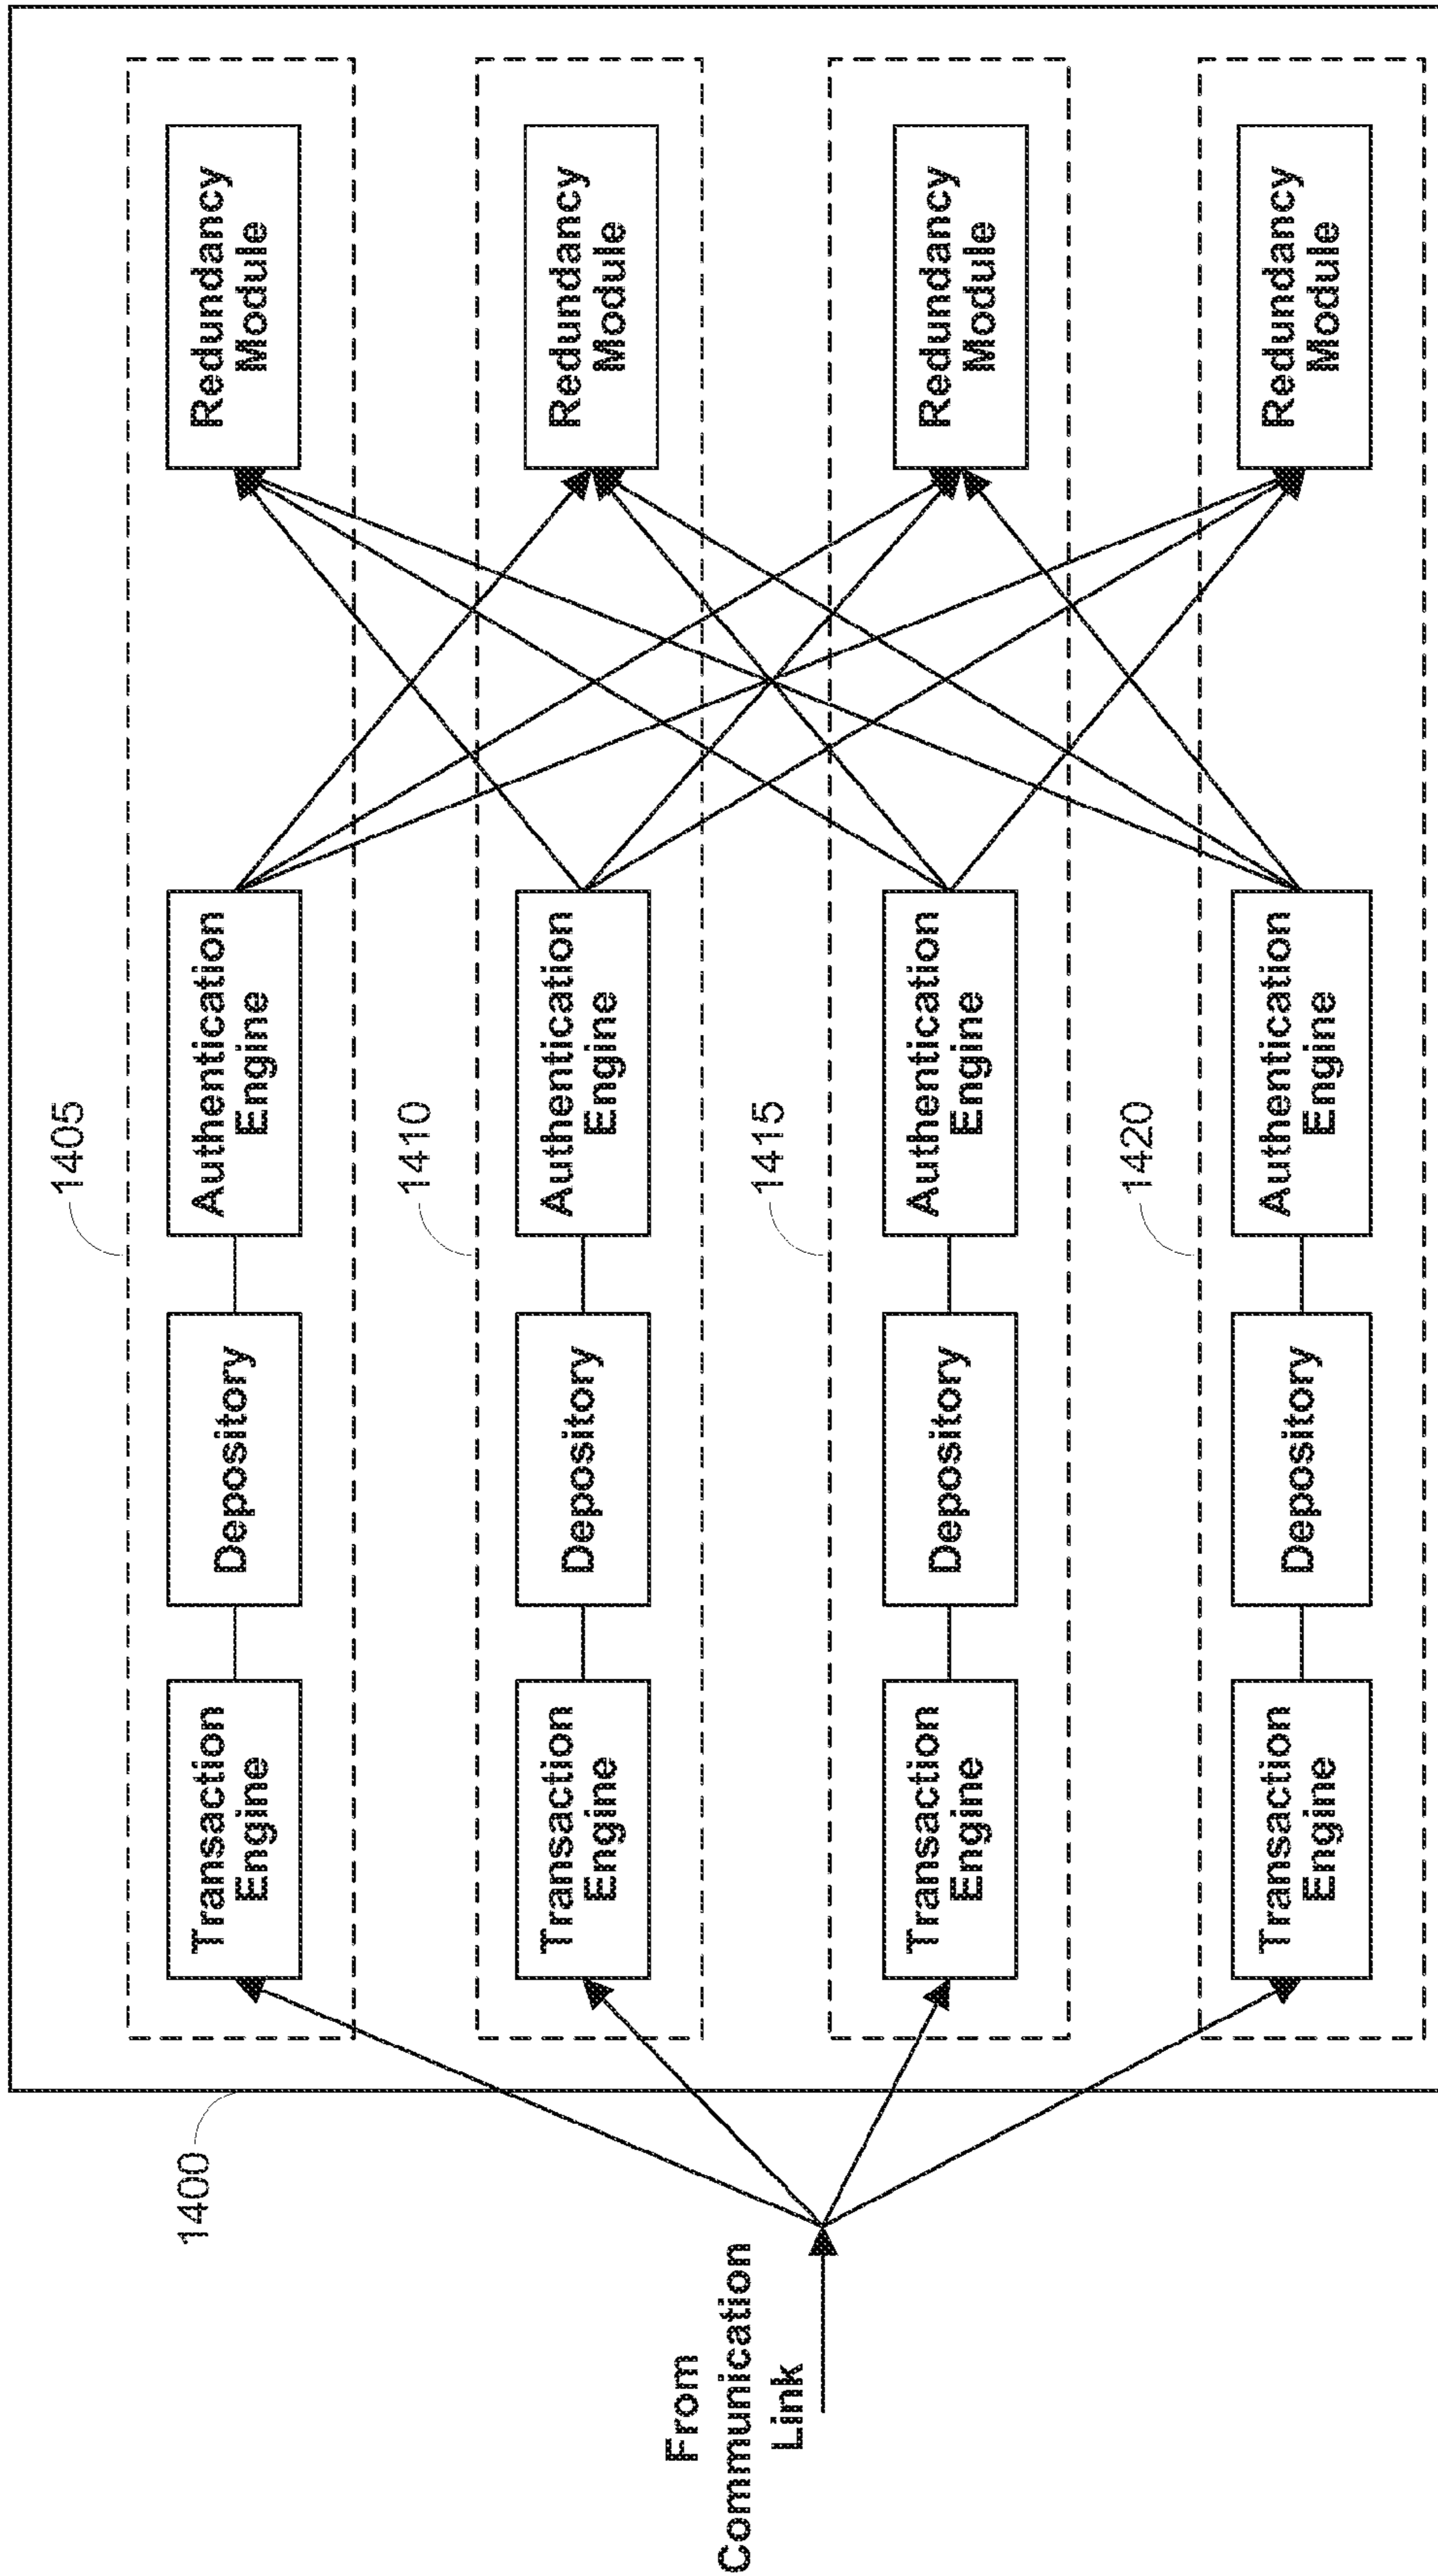 1400
From
Communication
Link
1405
Transaction
Engine
Depository
Authentication
Engine
Redundancy
Module
1410
Transaction
Engine
Depository
Authentication
Engine
Redundancy
Module
1415
Transaction
Engine
Depository
Authentication
Engine
Redundancy
Module
1420
Transaction
Engine
Depository
Authentication
Engine
Redundancy
Module